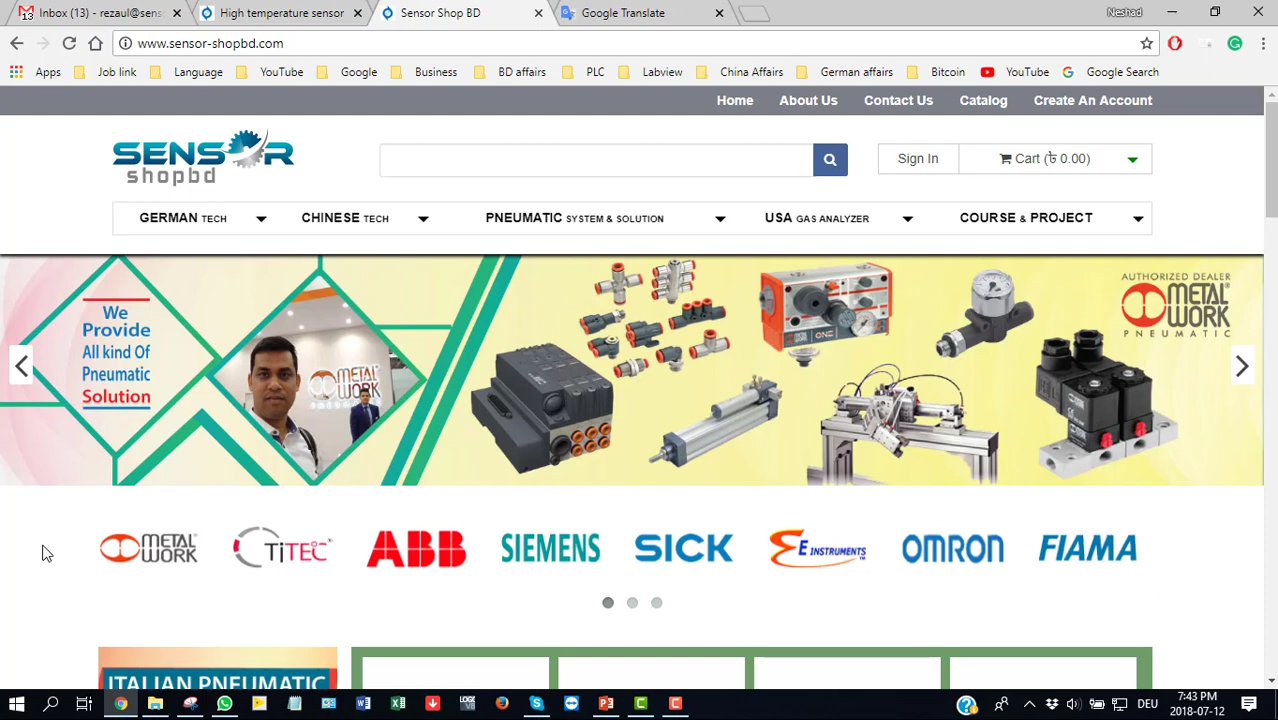 Inbox (13) - rezaul@sens
High temperature sensor
Sensor Shop BD
Google Translate
Neshad
www.sensor-shopbd.com
Apps
Job link
Language
YouTube
Google
Business
BD affairs
PLC
Labview
China Affairs
German affairs
Bitcoin
YouTube
Google Search
Home
About Us
Contact Us
Catalog
Create An Account
SENSOR
shopbd
Sign In
Cart (৳ 0.00)
GERMAN TECH
CHINESE TECH
PNEUMATIC SYSTEM & SOLUTION
USA GAS ANALYZER
COURSE & PROJECT
We
Provide
All kind Of
Pneumatic
Solution
METAL
WORK
AUTHORIZED DEALER
METAL
WORK
PNEUMATIC
METAL
WORK
TiTEC
ABB
SIEMENS
SICK
E INSTRUMENTS
OMRON
FIAMA
ITALIAN PNEUMATIC
DEU
7:43 PM
2018-07-12